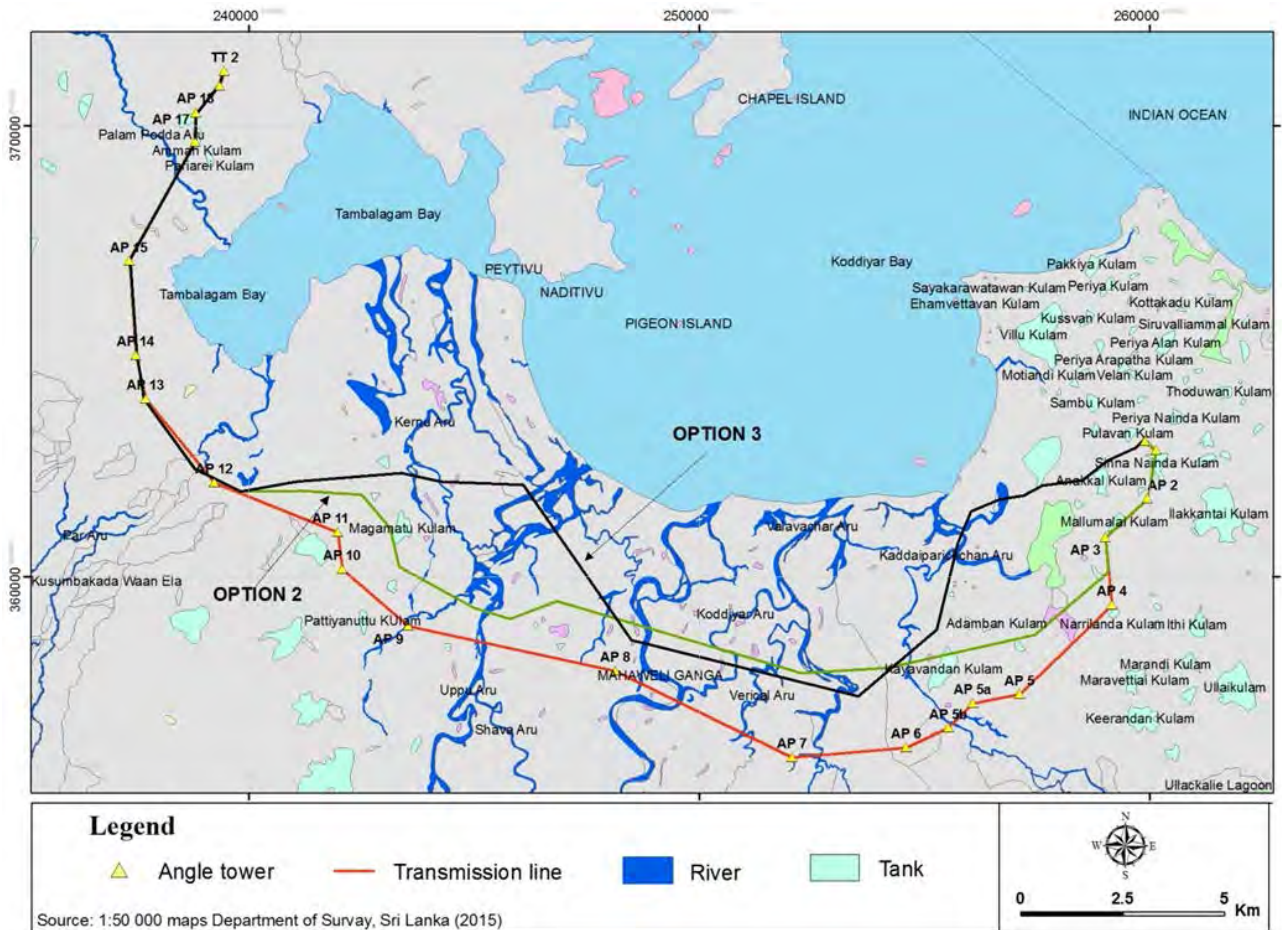 240000
250000
260000
TT 2
AP 18
CHAPEL ISLAND
INDIAN OCEAN
AP 17
370000
370000
Palam Podda Aru
Amman Kulam
Periarei Kulam
Tambalagam Bay
AP 15
PEYTIVU
Koddiyar Bay
Pakkiya Kulam
Tambalagam Bay
NADITIVU
Sayakarawatawan Kulam
Periya Kulam
Ehamvettavan Kulam
Kottakadu Kulam
PIGEON ISLAND
Kussvan Kulam
Siruvalliammal Kulam
Villu Kulam
AP 14
Periya Alan Kulam
Periya Arapatha Kulam
AP 13
Motiandi Kulam
Velan Kulam
Thoduwan Kulam
Sambu Kulam
Kerpu Aru
Periya Nainda Kulam
OPTION 3
Pulavan Kulam
AP 12
Sinna Nainda Kulam
Anakkal Kulam
AP 2
AP 11
Magamatu Kulam
Valavachar Aru
Mallumalai Kulam
Ilakkantai Kulam
Par Aru
AP 10
Kaddaiparichchan Aru
AP 3
360000
360000
Kusumbakada Waan Ela
OPTION 2
AP 4
Pattiyanuttu KUlam
AP 9
Koddiyar Aru
Adamban Kulam
Narrilanda Kulam
Ithi Kulam
AP 8
MAHAWELI GANGA
Kayavandan Kulam
Marandi Kulam
Uppu Aru
Verical Aru
AP 5a
AP 5
Maravettiai Kulam
Ullaikulam
Shava Aru
AP 5b
Keerandan Kulam
AP 7
AP 6
Ullackalie Lagoon
Legend
Angle tower
Transmission line
River
Tank
Source: 1:50 000 maps Department of Survay, Sri Lanka (2015)
N
W
E
S
0
2.5
5
Km